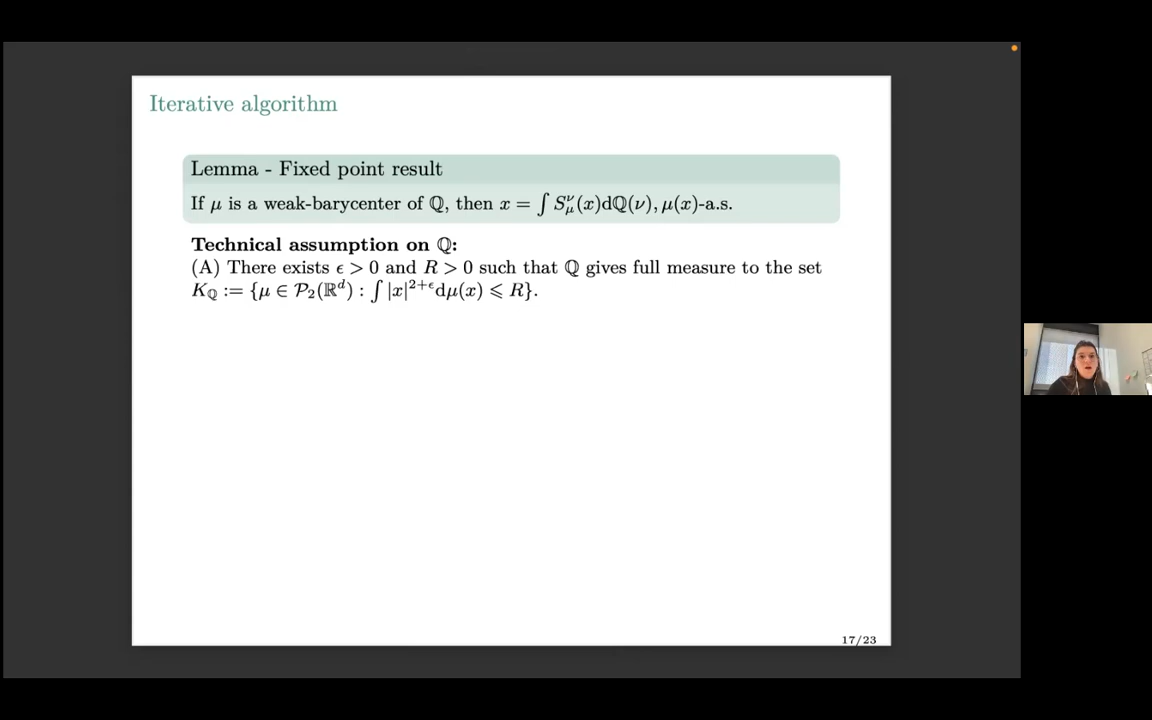 Iterative algorithm
Lemma - Fixed point result
If μ is a weak-barycenter of ℚ, then x = ∫ S_μ^ν(x)dℚ(ν), μ(x)-a.s.
Technical assumption on ℚ:
(A) There exists ϵ > 0 and R > 0 such that ℚ gives full measure to the set
K_ℚ := {μ ∈ 𝒫₂(ℝ^d) : ∫ |x|^{2+ϵ}dμ(x) ⩽ R}.
17/23